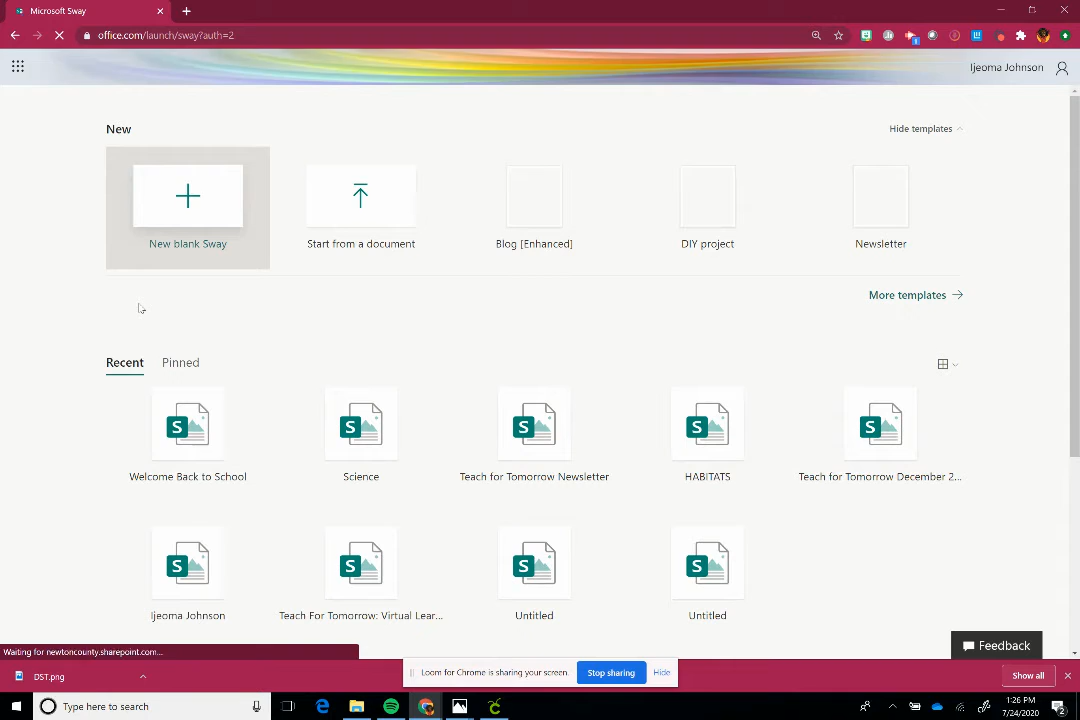 Microsoft Sway
office.com/launch/sway?auth=2
Ijeoma Johnson
New
Hide templates
New blank Sway
Start from a document
Blog [Enhanced]
DIY project
Newsletter
More templates
Recent
Pinned
S
S
S
S
S
Welcome Back to School
Science
Teach for Tomorrow Newsletter
HABITATS
Teach for Tomorrow December 2...
S
S
S
S
Ijeoma Johnson
Teach For Tomorrow: Virtual Lear...
Untitled
Untitled
Feedback
Waiting for newtoncounty.sharepoint.com...
Loom for Chrome is sharing your screen.
Stop sharing
Hide
DST.png
Show all
Type here to search
1:26 PM
7/24/2020
2